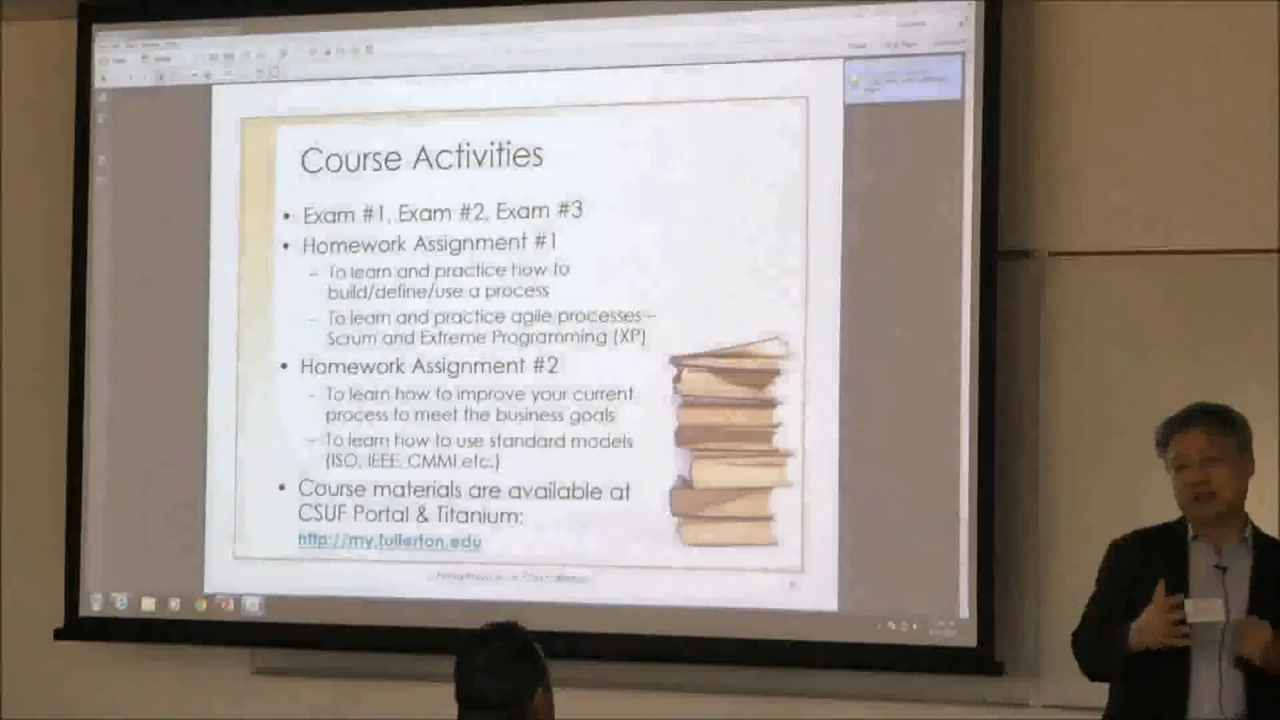 Course Activities
• Exam #1, Exam #2, Exam #3
• Homework Assignment #1
– To learn and practice how to
build/define/use a process
– To learn and practice agile processes –
Scrum and Extreme Programming (XP)
• Homework Assignment #2
– To learn how to improve your current
process to meet the business goals
– To learn how to use standard models
(ISO, IEEE, CMMI etc.)
• Course materials are available at
CSUF Portal & Titanium:
http://my.fullerton.edu